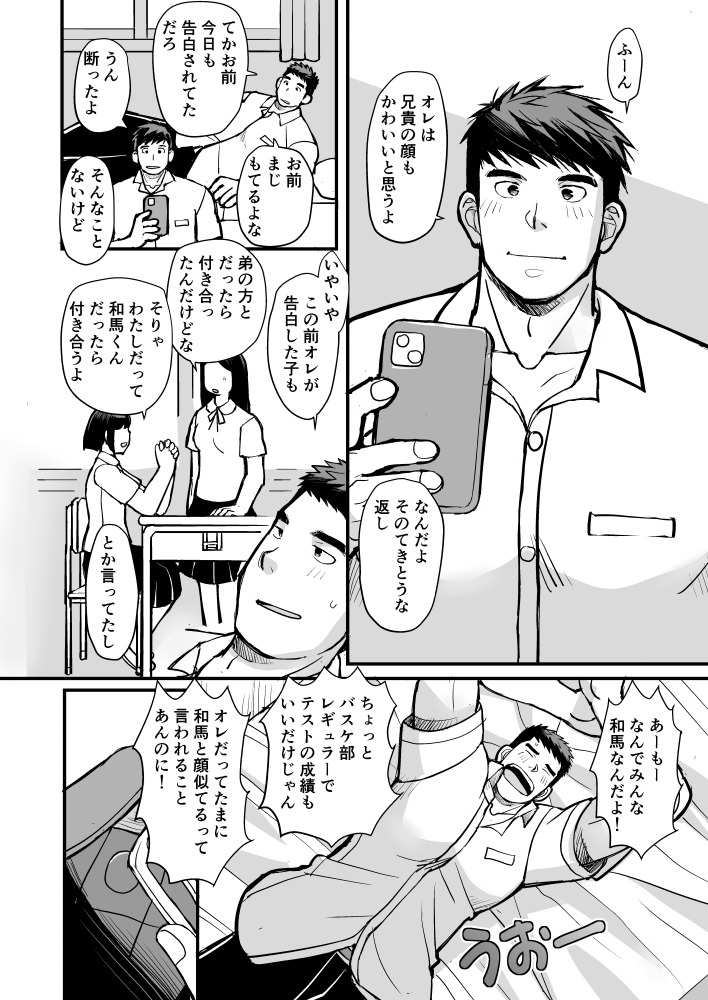 ふーん
オレは
兄貴の顔も
かわいいと思うよ
なんだよ
そのてきとうな
返し
てかお前
今日も
告白されてた
だろ
うん
断ったよ
お前
まじ
もてるよな
そんなこと
ないけど
いやいや
この前オレが
告白した子も
弟の方と
だったら
付き合っ
たんだけどな
そりゃ
わたしだって
和馬くん
だったら
付き合うよ
とか言ってたし
あーもー
なんでみんな
和馬なんだよ！
ちょっと
バスケ部
レギュラーで
テストの成績も
いいだけじゃん
オレだってたまに
和馬と顔似てるって
言われること
あんのに！
うおー